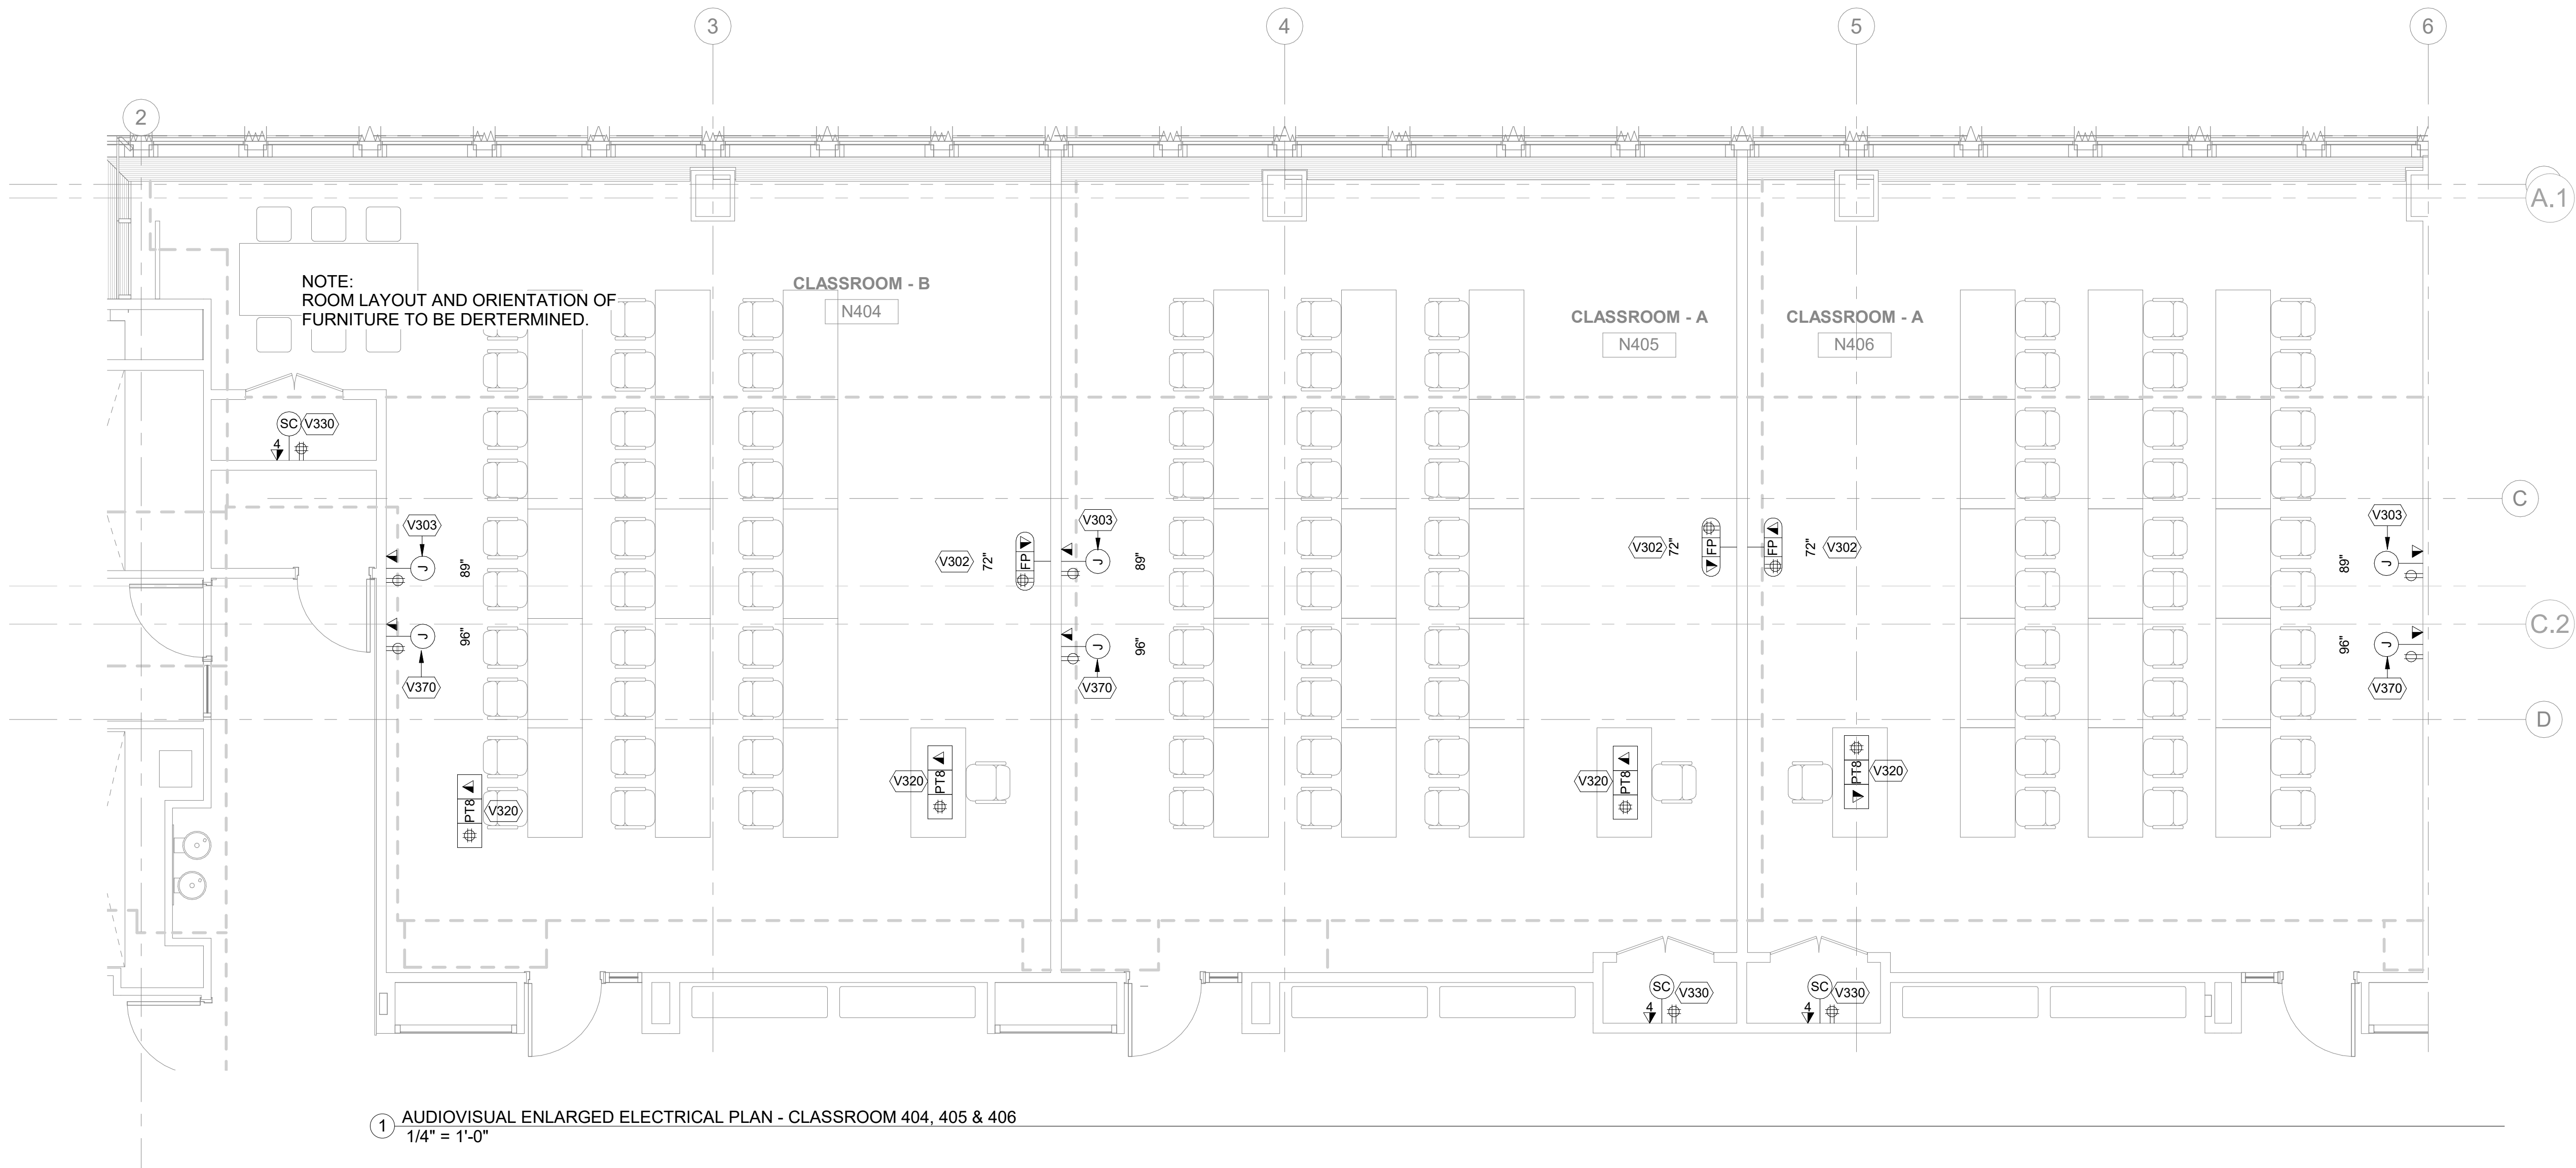 3
4
5
6
2
A.1
NOTE:
ROOM LAYOUT AND ORIENTATION OF
FURNITURE TO BE DERTERMINED.
CLASSROOM - B
N404
CLASSROOM - A
N405
CLASSROOM - A
N406
SC
V330
4
C
V303
J
89"
V302
72"
FP
V303
J
89"
V302
72"
FP
FP
72"
V302
V303
J
89"
C.2
J
96"
V370
J
96"
V370
J
96"
V370
D
PT8
V320
V320
PT8
V320
PT8
PT8
V320
SC
V330
4
SC
V330
4
1
AUDIOVISUAL ENLARGED ELECTRICAL PLAN - CLASSROOM 404, 405 & 406
1/4" = 1'-0"